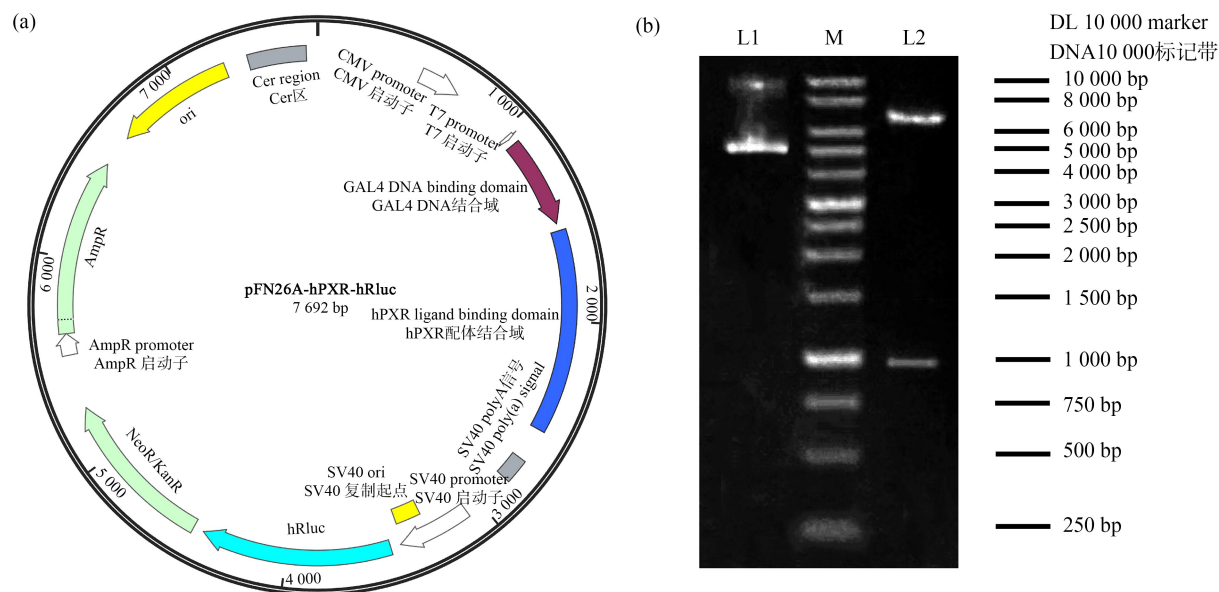 (a)
Cer region
Cer区
CMV promoter
CMV 启动子
T7 promoter
T7 启动子
1 000
GAL4 DNA binding domain
GAL4 DNA结合域
2 000
pFN26A-hPXR-hRluc
7 692 bp
hPXR ligand binding domain
hPXR配体结合域
SV40 polyA信号
SV40 poly(a) signal
3 000
SV40 promoter
SV40 启动子
SV40 ori
SV40 复制起点
hRluc
4 000
NeoR/KanR
5 000
AmpR promoter
AmpR 启动子
AmpR
6 000
ori
7 000
(b)
L1
M
L2
DL 10 000 marker
DNA10 000标记带
10 000 bp
8 000 bp
6 000 bp
5 000 bp
4 000 bp
3 000 bp
2 500 bp
2 000 bp
1 500 bp
1 000 bp
750 bp
500 bp
250 bp